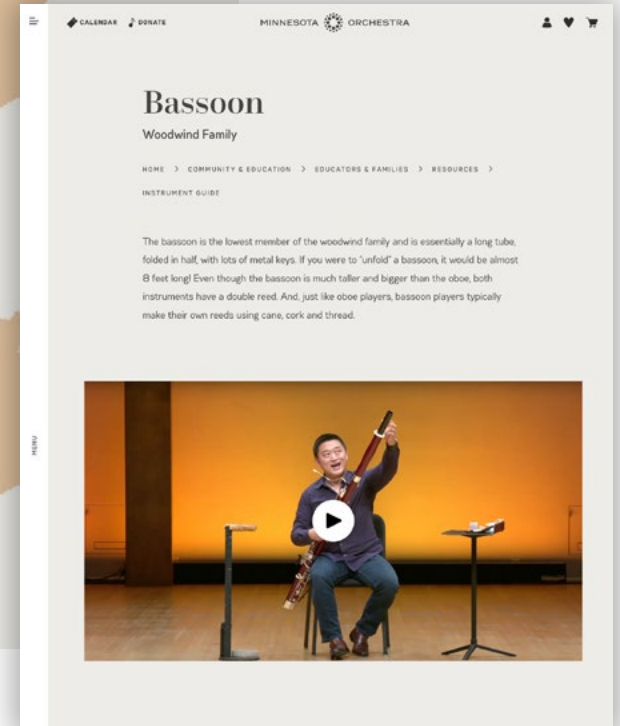 CALENDAR DONATE MINNESOTA ORCHESTRA
Bassoon
Woodwind Family
HOME > COMMUNITY & EDUCATION > EDUCATORS & FAMILIES > RESOURCES >
INSTRUMENT GUIDE
The bassoon is the lowest member of the woodwind family and is essentially a long tube,
folded in half, with lots of metal keys. If you were to "unfold" a bassoon, it would be almost
8 feet long! Even though the bassoon is much taller and bigger than the oboe, both
instruments have a double reed. And, just like oboe players, bassoon players typically
make their own reeds using cane, cork and thread.
MENU